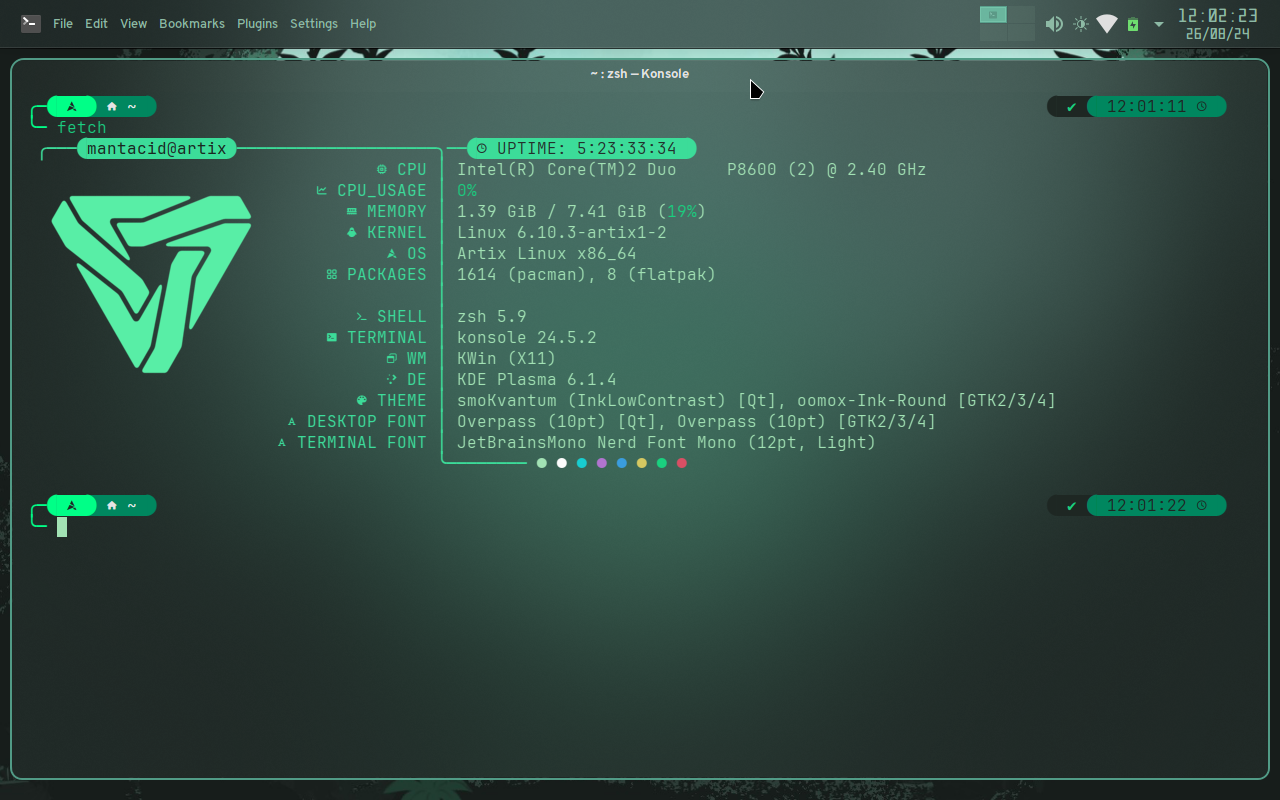 File Edit View Bookmarks Plugins Settings Help
12:02:23
26/08/24
~ : zsh — Konsole
~ ✔ 12:01:11
fetch
mantacid@artix UPTIME: 5:23:33:34
CPU Intel(R) Core(TM)2 Duo P8600 (2) @ 2.40 GHz
CPU_USAGE 0%
MEMORY 1.39 GiB / 7.41 GiB (19%)
KERNEL Linux 6.10.3-artix1-2
OS Artix Linux x86_64
PACKAGES 1614 (pacman), 8 (flatpak)
SHELL zsh 5.9
TERMINAL konsole 24.5.2
WM KWin (X11)
DE KDE Plasma 6.1.4
THEME smoKvantum (InkLowContrast) [Qt], oomox-Ink-Round [GTK2/3/4]
DESKTOP FONT Overpass (10pt) [Qt], Overpass (10pt) [GTK2/3/4]
TERMINAL FONT JetBrainsMono Nerd Font Mono (12pt, Light)
~ ✔ 12:01:22